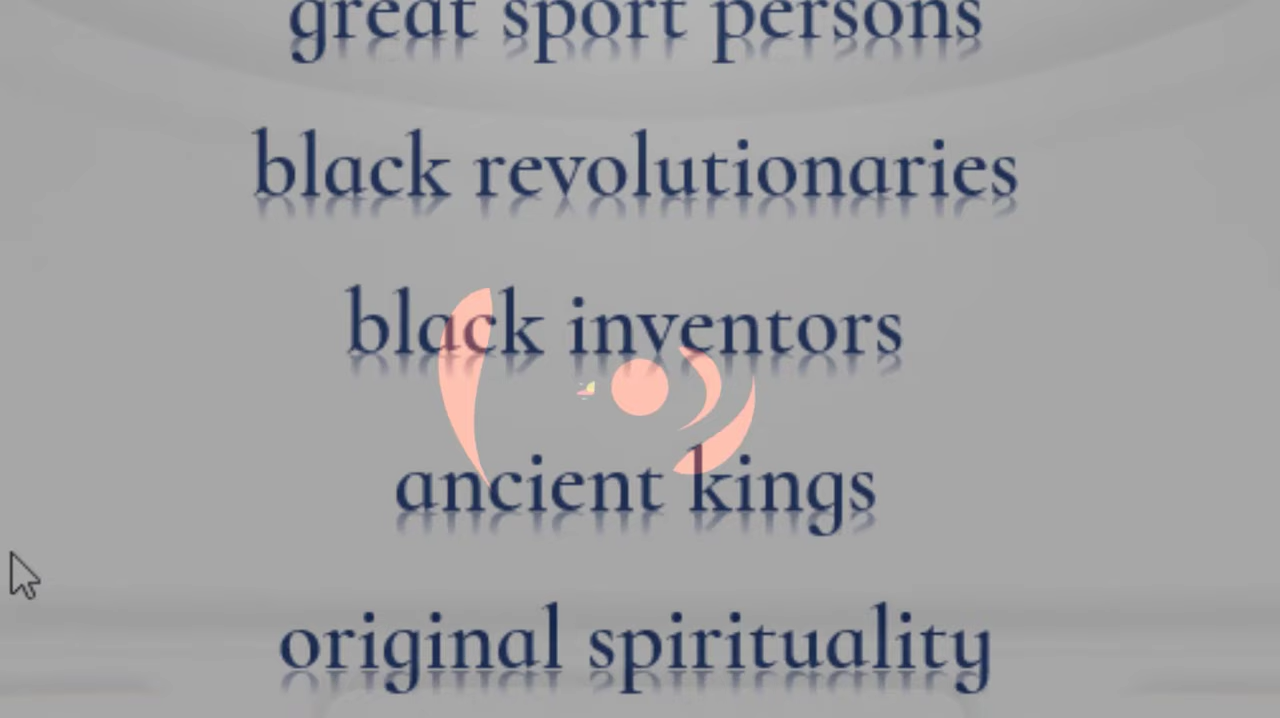 great sport persons
black revolutionaries
black inventors
ancient kings
original spirituality